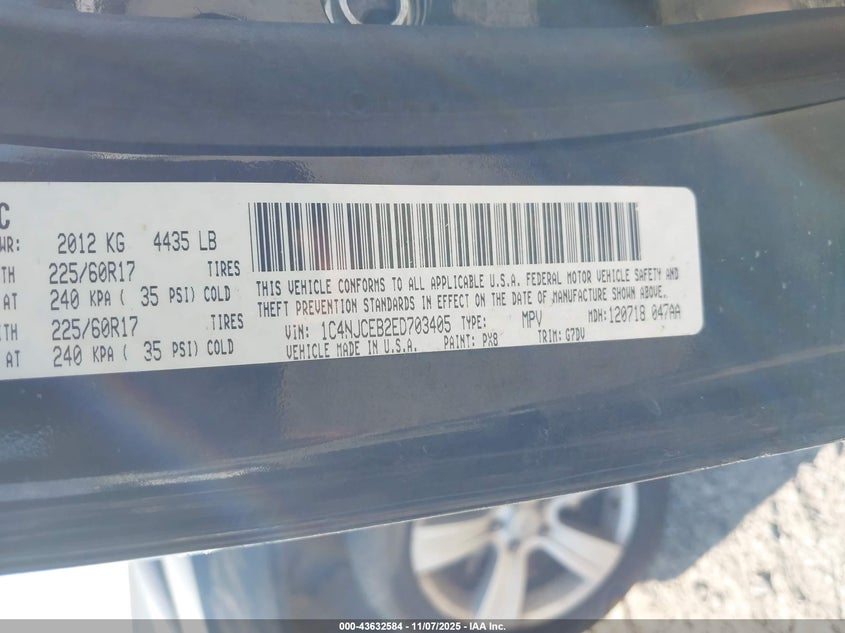 C
WR: 2012 KG 4435 LB
TH 225/60R17 TIRES
AT 240 KPA ( 35 PSI) COLD
TH 225/60R17 TIRES
AT 240 KPA ( 35 PSI) COLD
THIS VEHICLE CONFORMS TO ALL APPLICABLE U.S.A. FEDERAL MOTOR VEHICLE SAFETY AND
THEFT PREVENTION STANDARDS IN EFFECT ON THE DATE OF MANUFACTURE SHOWN ABOVE.
VIN: 1C4NJCEB2ED703405 TYPE: MPV MDH:120718 047AA
VEHICLE MADE IN U.S.A. PAINT: PX8 TRIM: G7DV
000-43632584 - 11/07/2025 - IAA Inc.